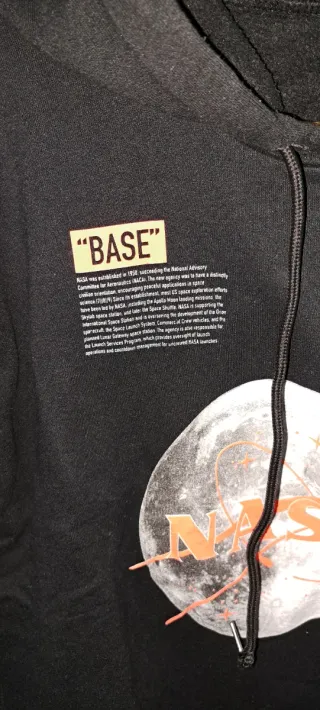 “BASE”
NASA was established in 1958, succeeding the National Advisory
Committee for Aeronautics (NACA). The new agency was to have a distinctly
civilian orientation, encouraging peaceful applications in space
science.[7][8][9] Since its establishment, most US space exploration efforts
have been led by NASA, including the Apollo Moon landing missions, the
Skylab space station, and later the Space Shuttle. NASA is supporting the
International Space Station and is overseeing the development of the Orion
spacecraft, the Space Launch System, Commercial Crew vehicles, and the
planned Lunar Gateway space station. The agency is also responsible for
the Launch Services Program, which provides oversight of launch
operations and countdown management for uncrewed NASA launches
NAS